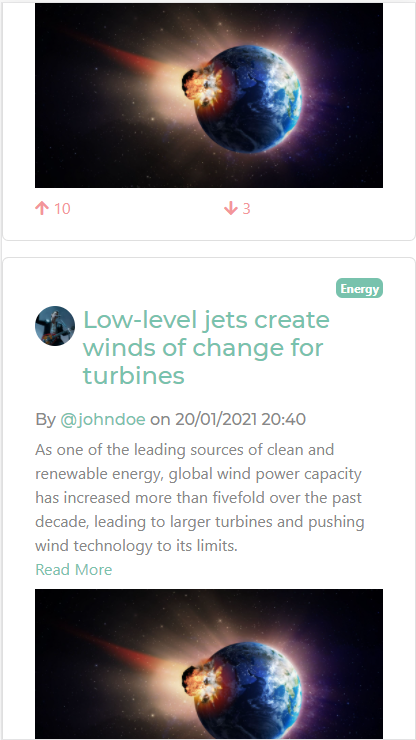 10
3
Energy
Low-level jets create
winds of change for
turbines
By @johndoe on 20/01/2021 20:40
As one of the leading sources of clean and
renewable energy, global wind power capacity
has increased more than fivefold over the past
decade, leading to larger turbines and pushing
wind technology to its limits.
Read More